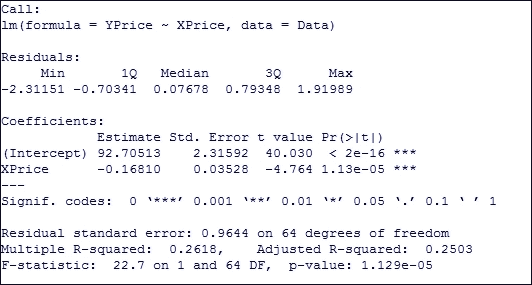 Call:
lm(formula = YPrice ~ XPrice, data = Data)
Residuals:
Min 1Q Median 3Q Max
-2.31151 -0.70341 0.07678 0.79348 1.91989
Coefficients:
Estimate Std. Error t value Pr(>|t|)
(Intercept) 92.70513 2.31592 40.030 < 2e-16 ***
XPrice -0.16810 0.03528 -4.764 1.13e-05 ***
---
Signif. codes: 0 ‘***’ 0.001 ‘**’ 0.01 ‘*’ 0.05 ‘.’ 0.1 ‘ ’ 1
Residual standard error: 0.9644 on 64 degrees of freedom
Multiple R-squared: 0.2618, Adjusted R-squared: 0.2503
F-statistic: 22.7 on 1 and 64 DF, p-value: 1.129e-05